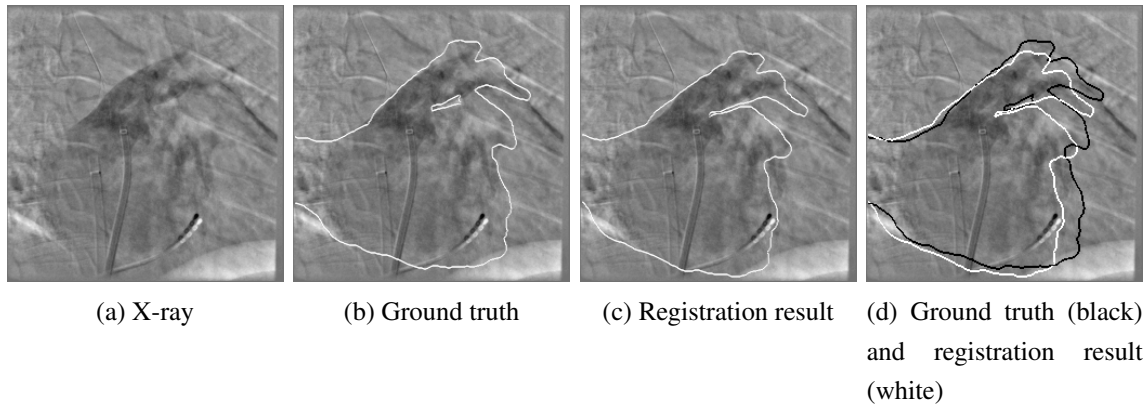 (a) X-ray
(b) Ground truth
(c) Registration result
(d) Ground truth (black)
and registration result
(white)